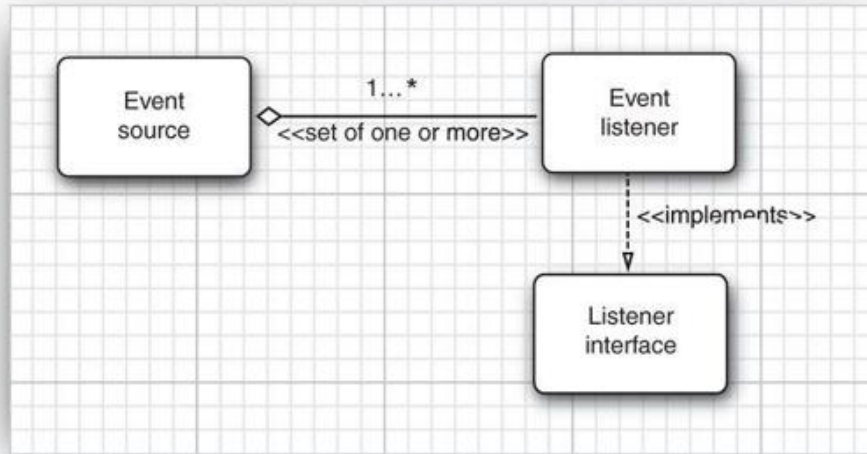 Event
source
1...*
<<set of one or more>>
Event
listener
<<implements>>
Listener
interface